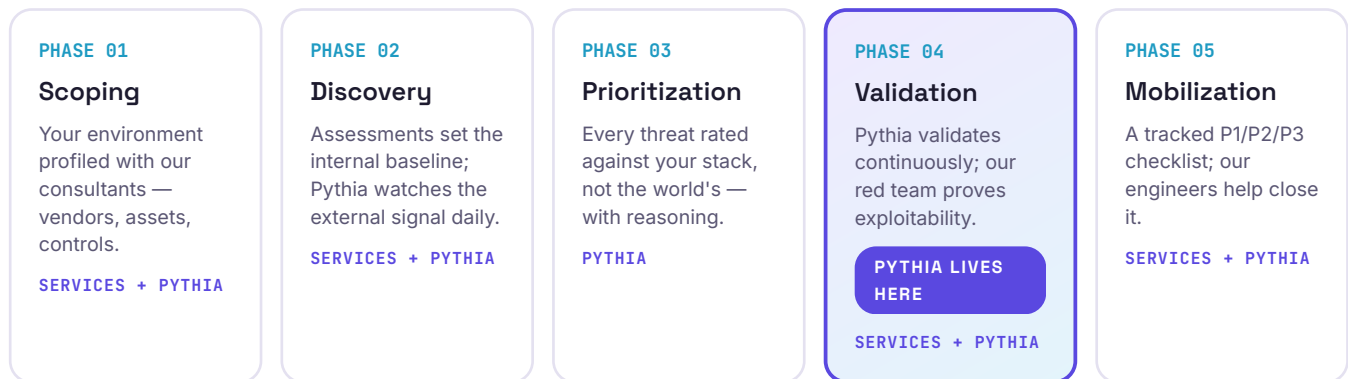 PHASE 01
Scoping
Your environment
profiled with our
consultants —
vendors, assets,
controls.
SERVICES + PYTHIA
PHASE 02
Discovery
Assessments set the
internal baseline;
Pythia watches the
external signal daily.
SERVICES + PYTHIA
PHASE 03
Prioritization
Every threat rated
against your stack,
not the world's —
with reasoning.
PYTHIA
PHASE 04
Validation
Pythia validates
continuously; our
red team proves
exploitability.
PYTHIA LIVES
HERE
SERVICES + PYTHIA
PHASE 05
Mobilization
A tracked P1/P2/P3
checklist; our
engineers help close
it.
SERVICES + PYTHIA